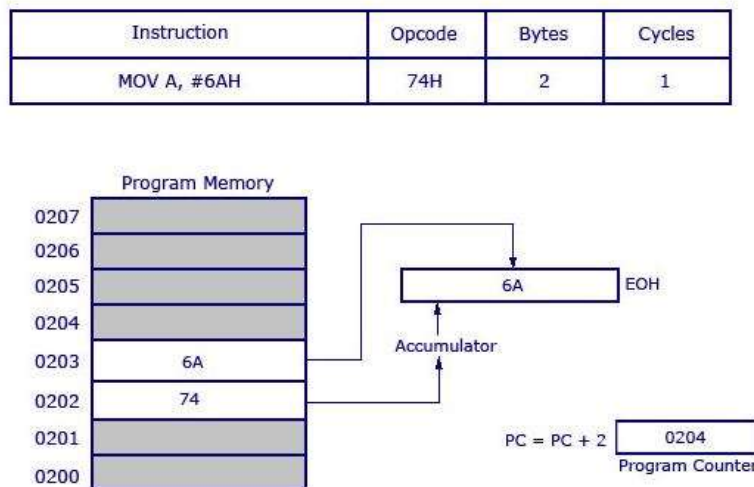 Instruction Opcode Bytes Cycles
MOV A, #6AH 74H 2 1
Program Memory
0207
0206
0205
6A EOH
0204
Accumulator
0203 6A
0202 74
0201
PC = PC + 2 0204
Program Counter
0200